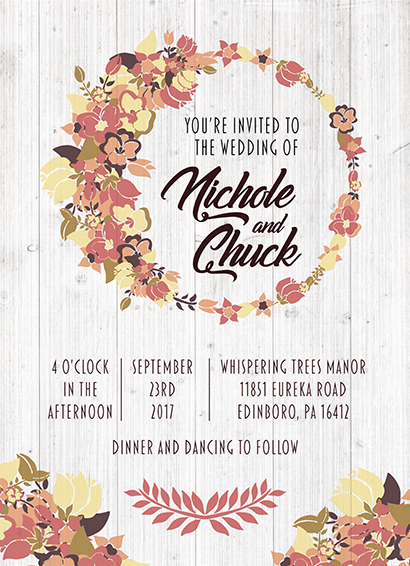 YOU'RE INVITED TO
THE WEDDING OF
Nichole
and
Chuck
4 O'CLOCK
IN THE
AFTERNOON
SEPTEMBER
23RD
2017
WHISPERING TREES MANOR
11851 EUREKA ROAD
EDINBORO, PA 16412
DINNER AND DANCING TO FOLLOW